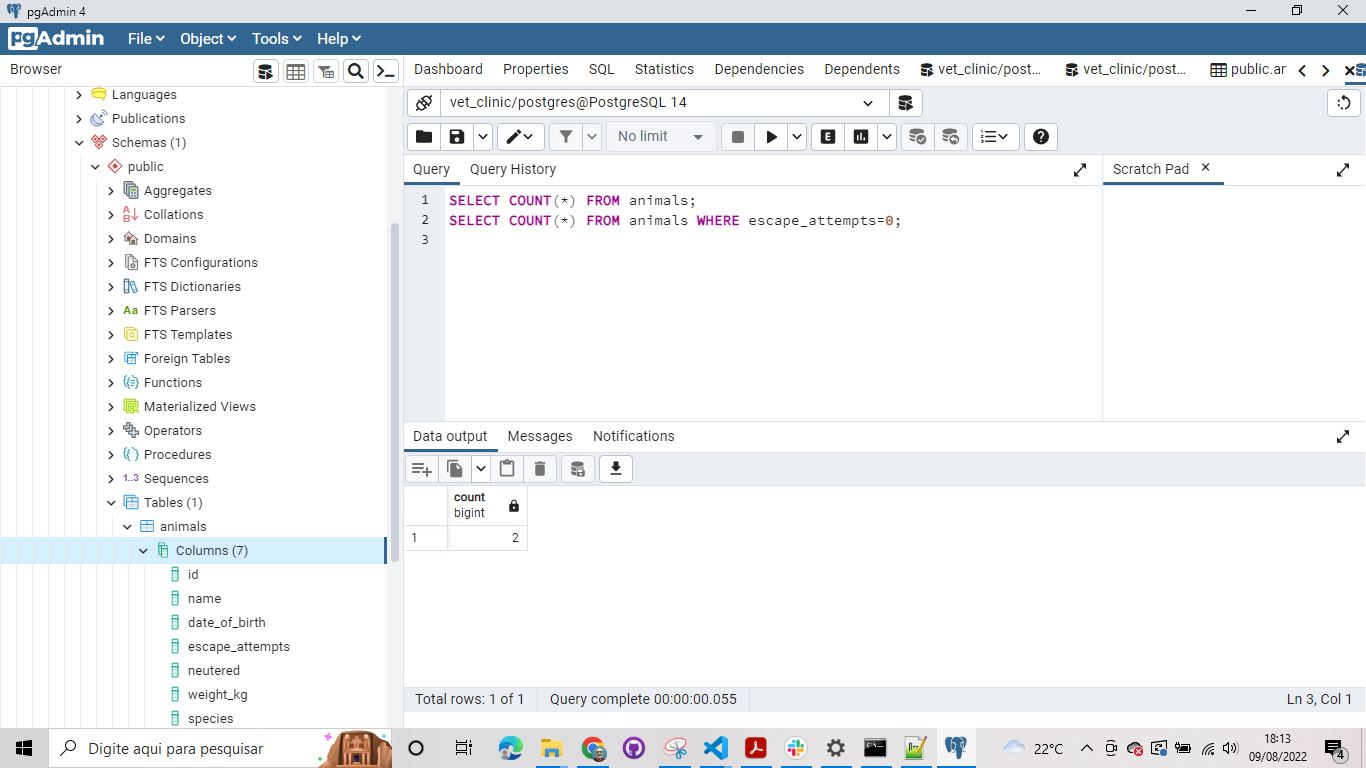 pgAdmin 4
pgAdmin File Object Tools Help
Browser
Dashboard Properties SQL Statistics Dependencies Dependents vet_clinic/post... vet_clinic/post... public.ar
Languages
Publications
Schemas (1)
public
Aggregates
Collations
Domains
FTS Configurations
FTS Dictionaries
Aa FTS Parsers
FTS Templates
Foreign Tables
Functions
Materialized Views
Operators
Procedures
1..3 Sequences
Tables (1)
animals
Columns (7)
id
name
date_of_birth
escape_attempts
neutered
weight_kg
species
vet_clinic/postgres@PostgreSQL 14
No limit
E
Query Query History
Scratch Pad
1 SELECT COUNT(*) FROM animals;
2 SELECT COUNT(*) FROM animals WHERE escape_attempts=0;
3
Data output Messages Notifications
count
bigint
1 2
Total rows: 1 of 1 Query complete 00:00:00.055 Ln 3, Col 1
Digite aqui para pesquisar
22°C
18:13
09/08/2022
4